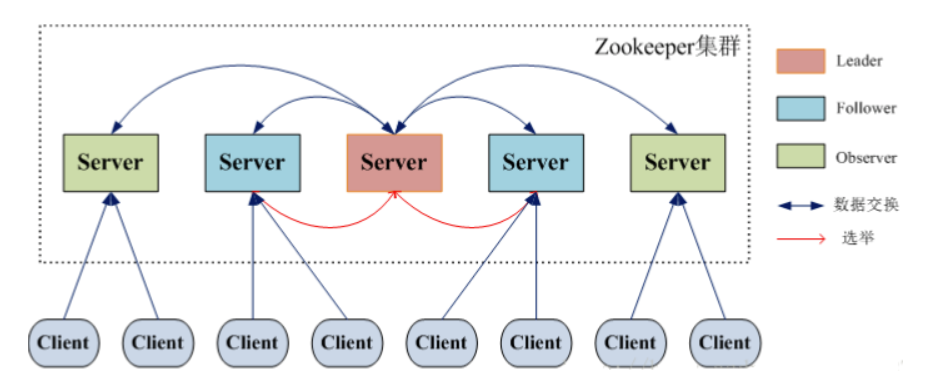 Zookeeper集群
Leader
Follower
Observer
数据交换
选举
Server
Server
Server
Server
Server
Client
Client
Client
Client
Client
Client
Client
Client